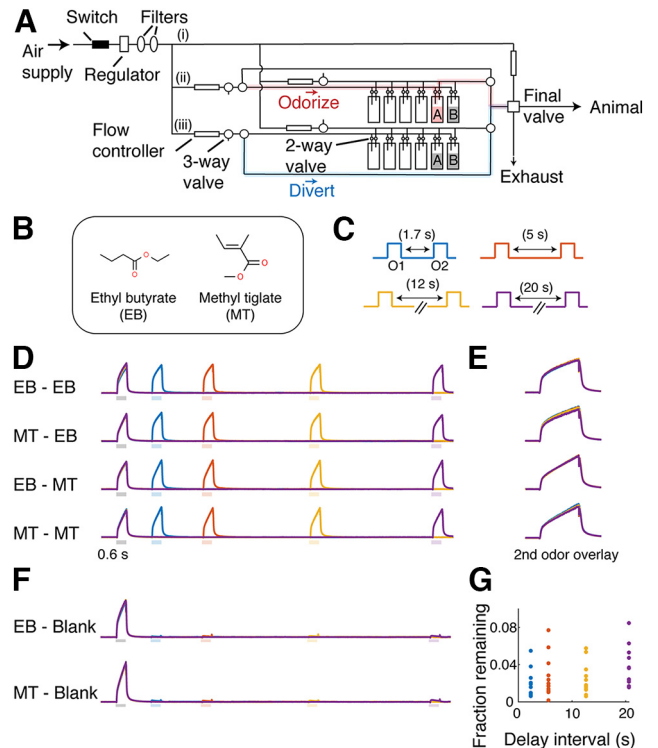 A
Switch
Filters
Air supply
Regulator
(i)
(ii)
Odorize
A B
Final valve
Animal
(iii)
Flow controller
3-way valve
2-way valve
A B
Divert
Exhaust
B
Ethyl butyrate
(EB)
Methyl tiglate
(MT)
O
O
O
O
C
(1.7 s)
O1
O2
(5 s)
(12 s)
(20 s)
D
EB - EB
MT - EB
EB - MT
MT - MT
0.6 s
E
2nd odor overlay
F
EB - Blank
MT - Blank
G
Fraction remaining
0.08
0.04
0
0
10
20
Delay interval (s)